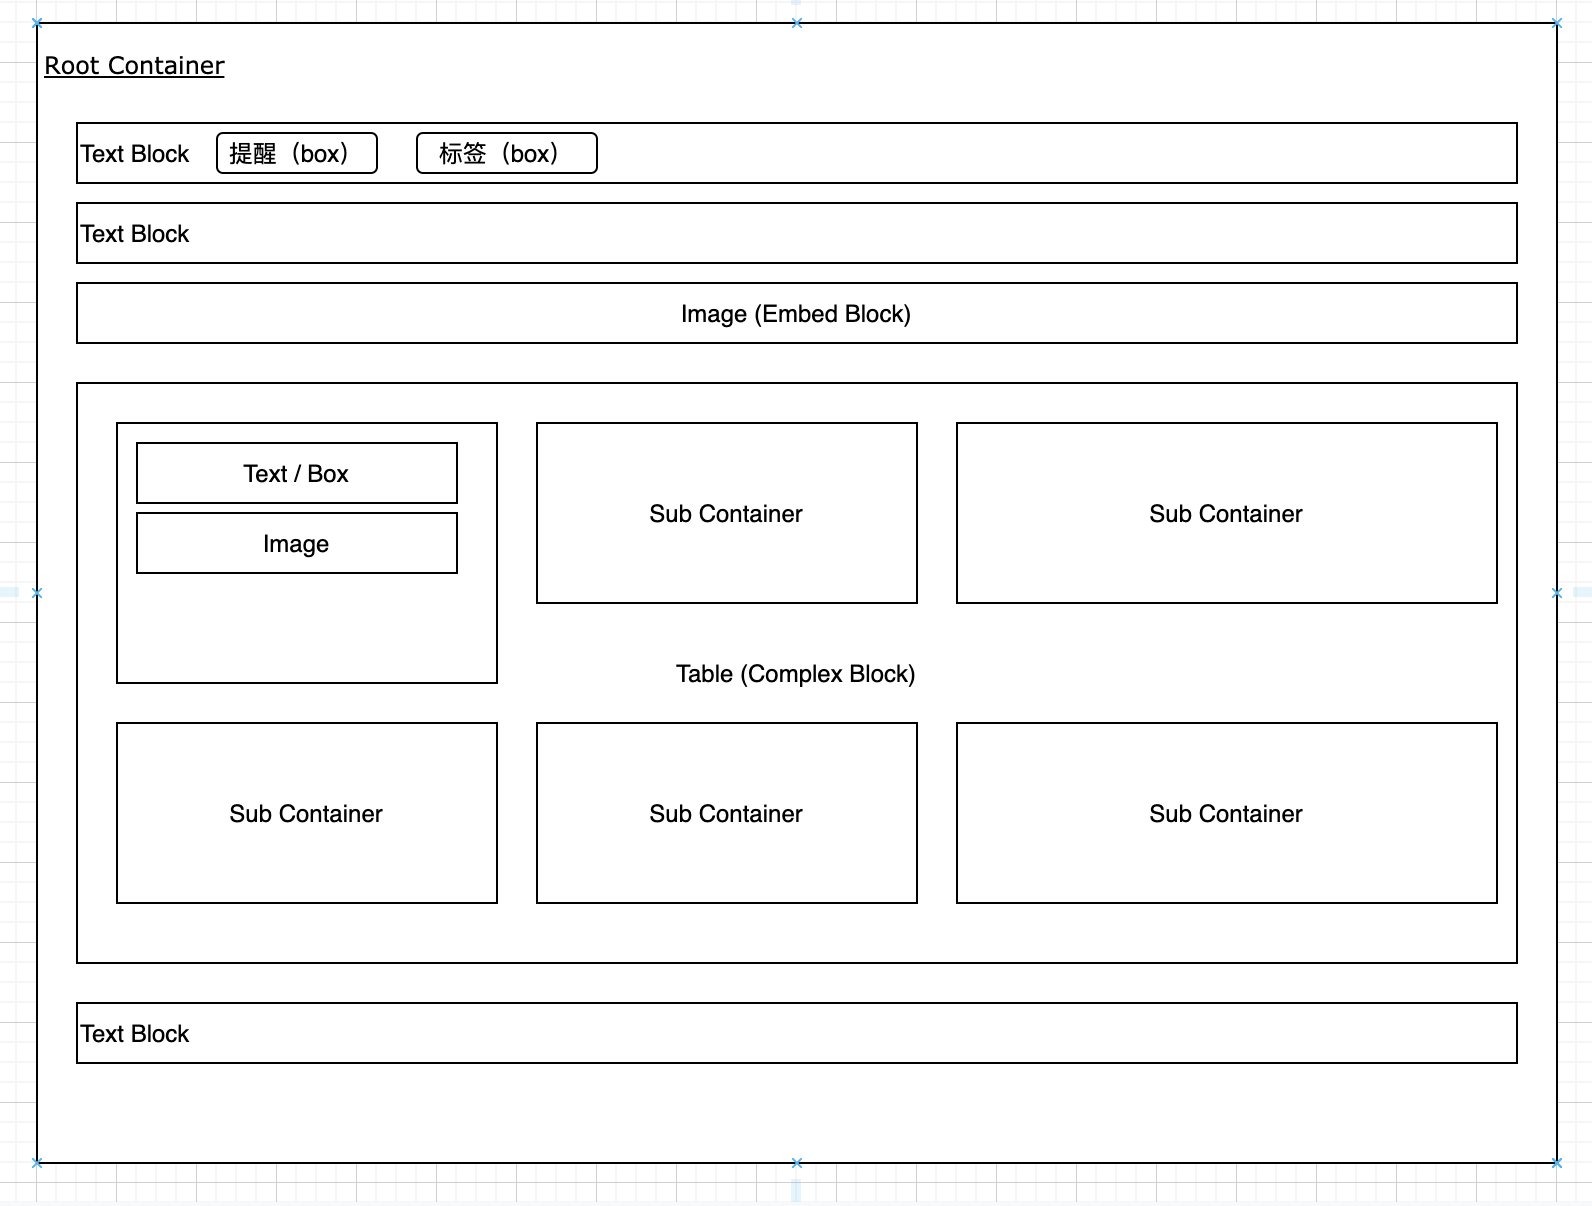 Root Container
Text Block 提醒（box） 标签（box）
Text Block
Image (Embed Block)
Text / Box
Image
Sub Container
Sub Container
Table (Complex Block)
Sub Container
Sub Container
Sub Container
Text Block